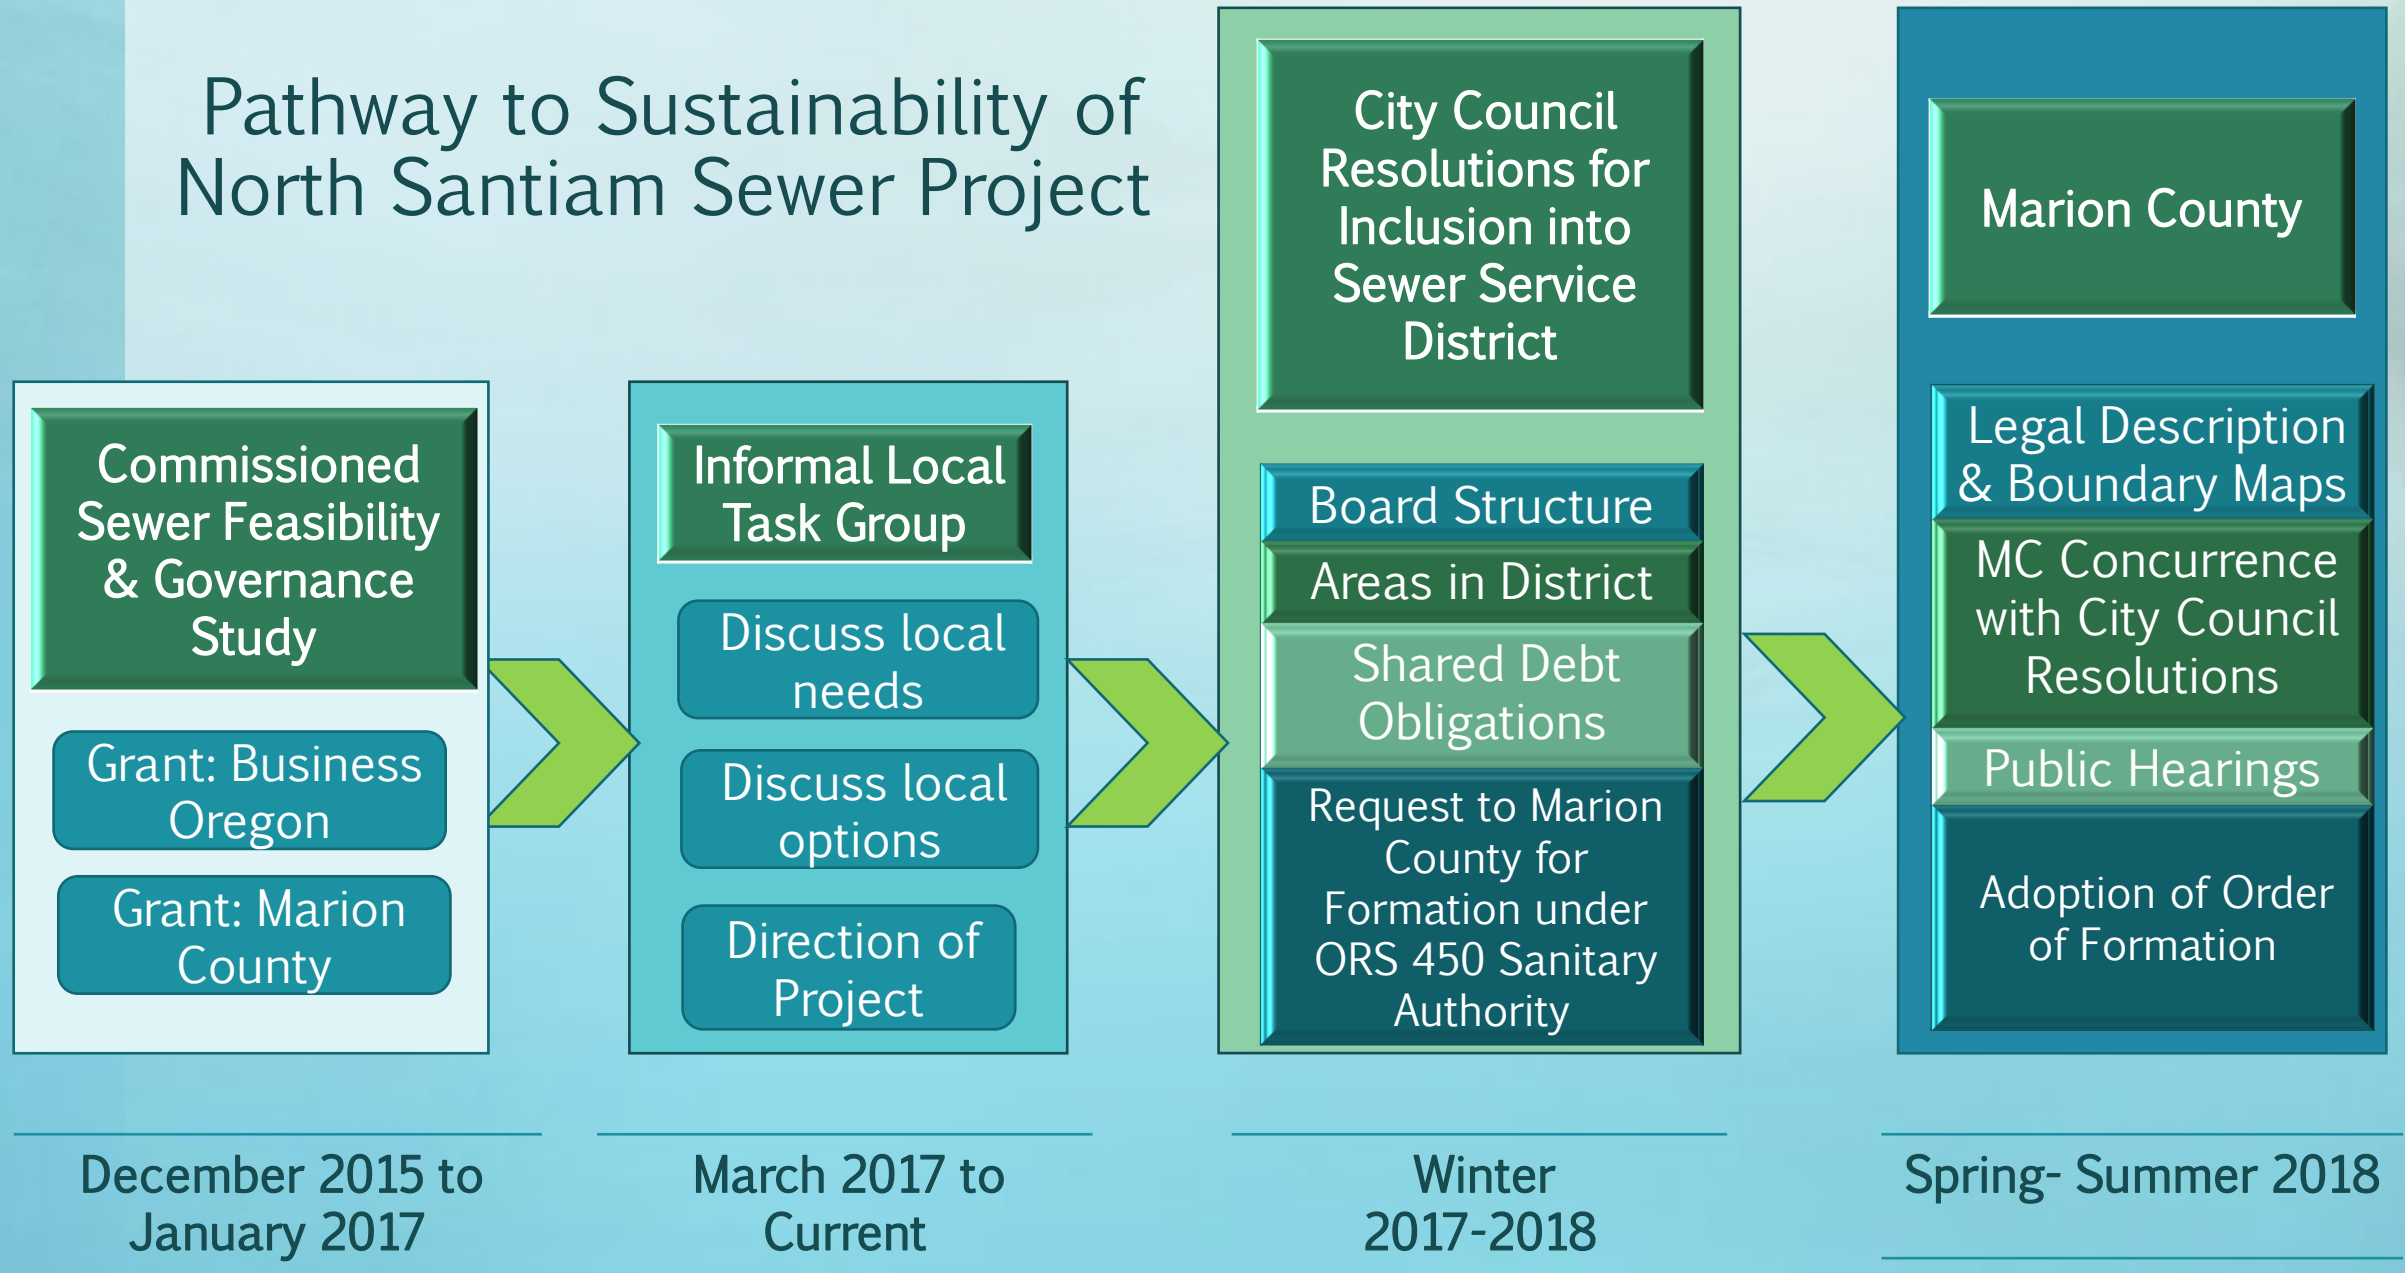 Pathway to Sustainability of
North Santiam Sewer Project
Commissioned
Sewer Feasibility
& Governance
Study
Grant: Business
Oregon
Grant: Marion
County
December 2015 to
January 2017
Informal Local
Task Group
Discuss local
needs
Discuss local
options
Direction of
Project
March 2017 to
Current
City Council
Resolutions for
Inclusion into
Sewer Service
District
Board Structure
Areas in District
Shared Debt
Obligations
Request to Marion
County for
Formation under
ORS 450 Sanitary
Authority
Winter
2017-2018
Marion County
Legal Description
& Boundary Maps
MC Concurrence
with City Council
Resolutions
Public Hearings
Adoption of Order
of Formation
Spring- Summer 2018